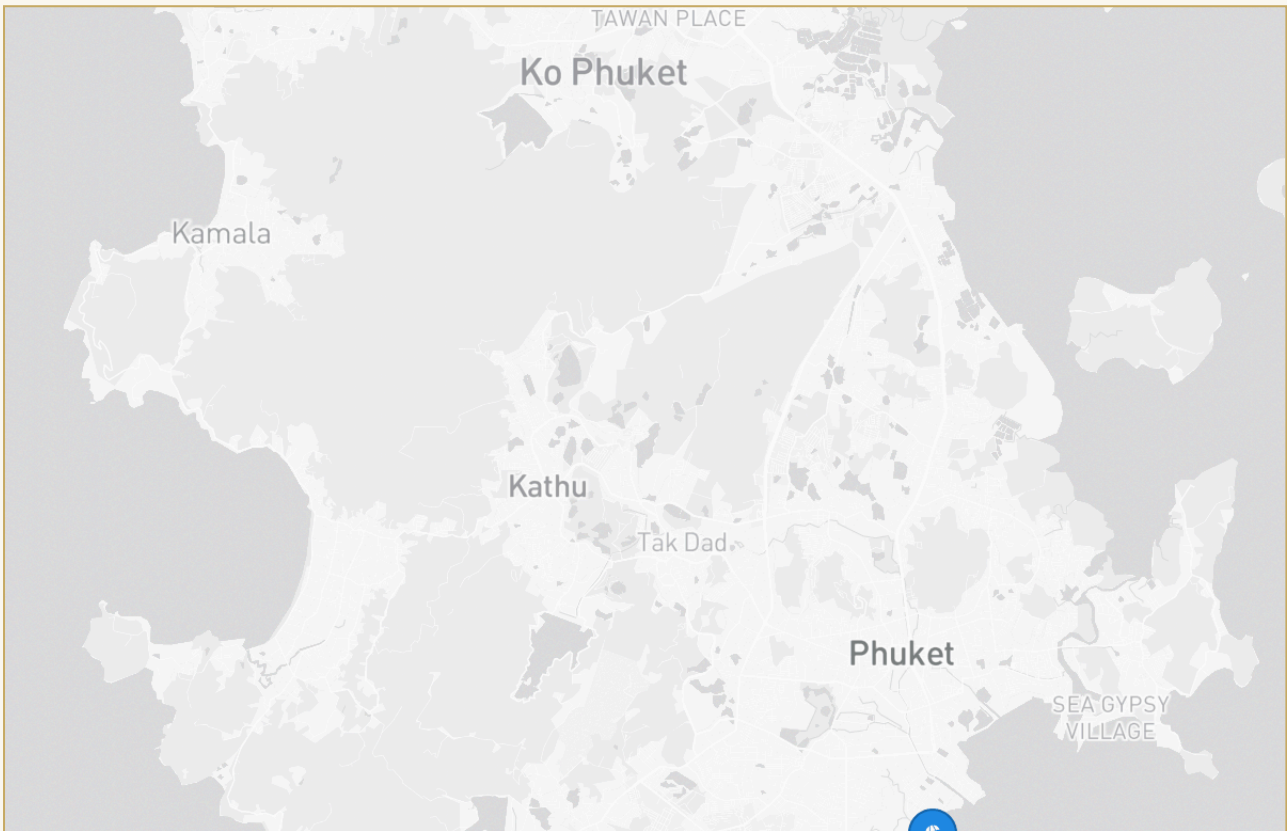 TAWAN PLACE
Ko Phuket
Kamala
Kathu
Tak Dad
Phuket
SEA GYPSY
VILLAGE